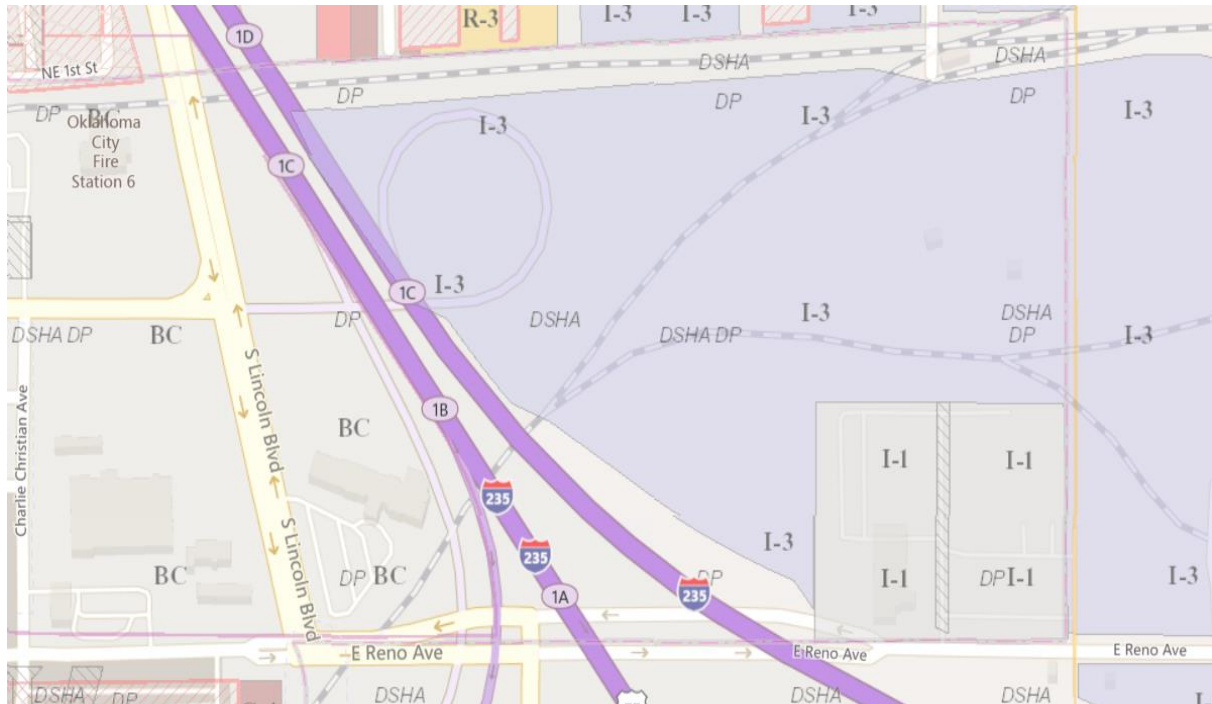 1D
R-3
I-3
I-3
I-3
DSHA
DSHA
NE 1st St
DP
DP
DP
DP
BC
Oklahoma
City
Fire
Station 6
I-3
I-3
I-3
1C
I-3
1C
DP
DSHA
I-3
DSHA
DP
DSHA DP
BC
DSHA DP
I-3
S Lincoln Blvd
Charlie Christian Ave
1B
BC
I-1
I-1
235
S Lincoln Blvd
235
I-3
BC
DP BC
DP
I-1
DP I-1
I-3
235
1A
E Reno Ave
E Reno Ave
E Reno Ave
DSHA
DP
DSHA
DSHA
DSHA